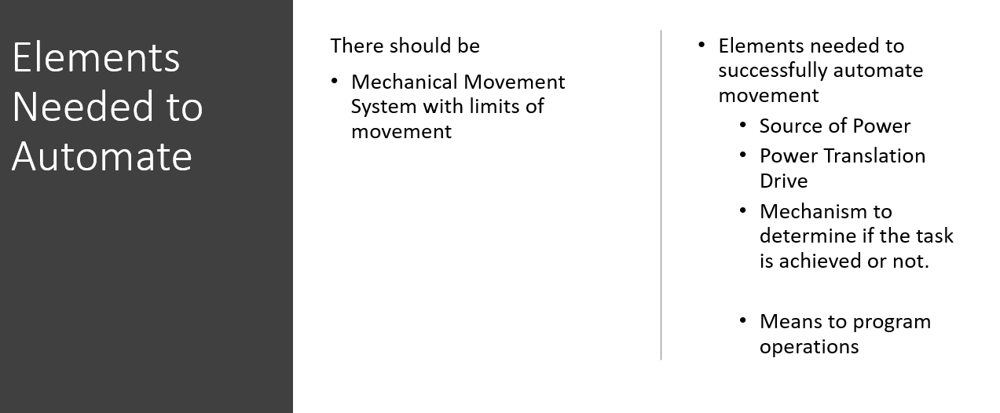 Elements
Needed to
Automate
There should be
• Mechanical Movement
System with limits of
movement
• Elements needed to
successfully automate
movement
• Source of Power
• Power Translation
Drive
• Mechanism to
determine if the task
is achieved or not.
• Means to program
operations